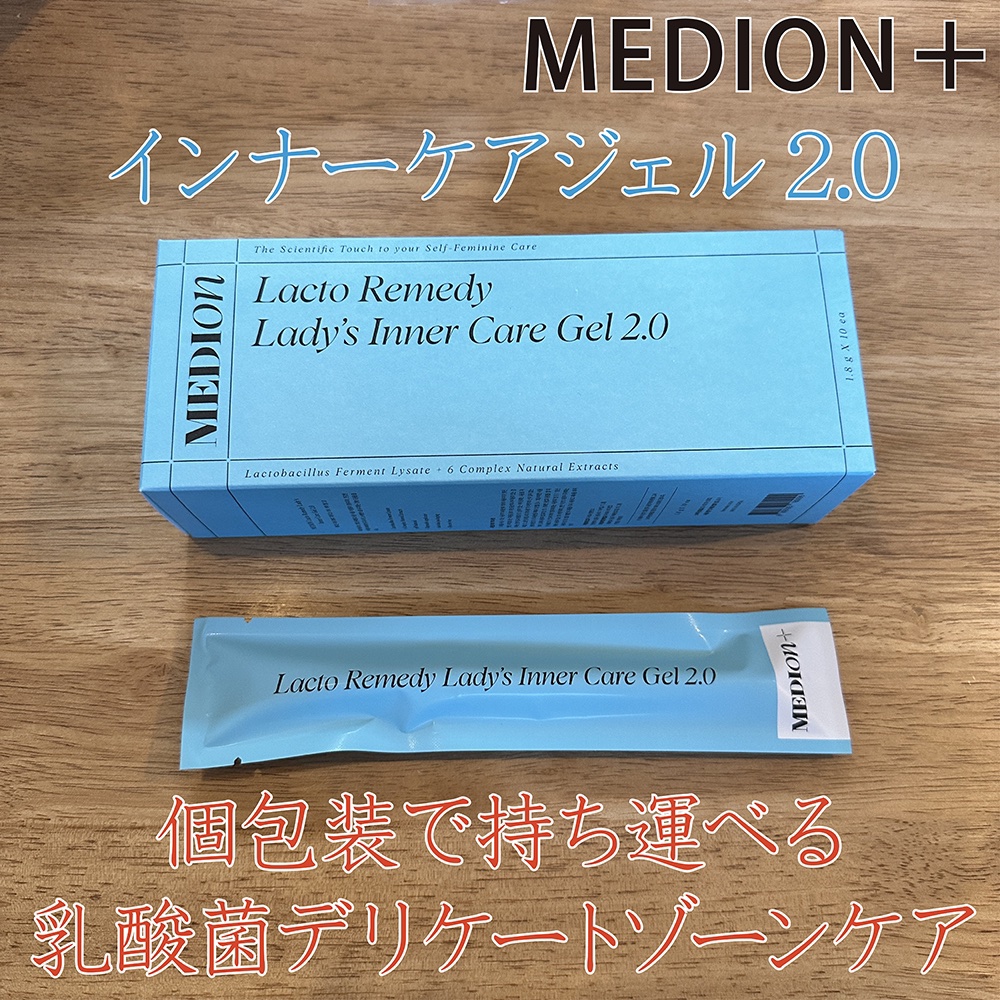 MEDION＋
インナーケアジェル 2.0
The Scientific Touch to your Self-Feminine Care
MEDION
Lacto Remedy
Lady's Inner Care Gel 2.0
1.8 g X 10 ea
Lactobacillus Ferment Lysate + 6 Complex Natural Extracts
Lacto Remedy Lady's Inner Care Gel 2.0
MEDION+
個包装で持ち運べる
乳酸菌デリケートゾーンケア